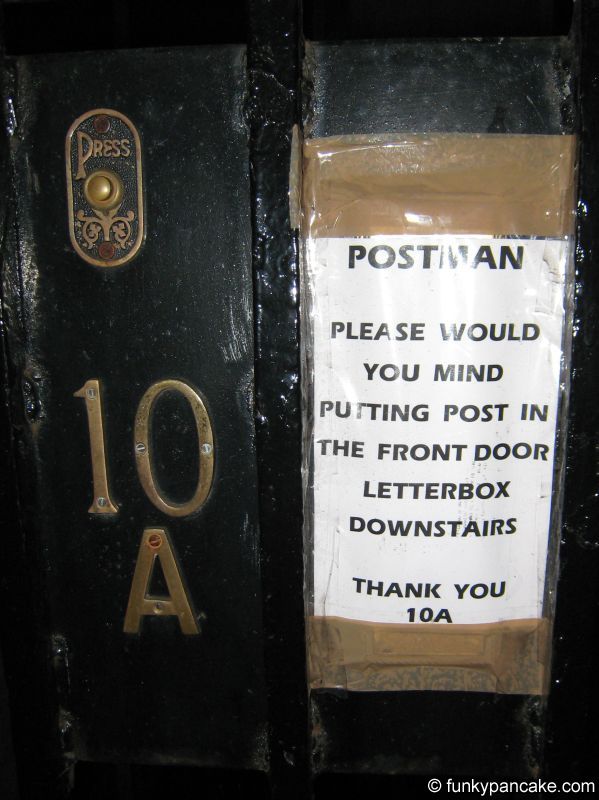 PRESS
10
A
POSTMAN
PLEASE WOULD
YOU MIND
PUTTING POST IN
THE FRONT DOOR
LETTERBOX
DOWNSTAIRS
THANK YOU
10A
© funkypancake.com